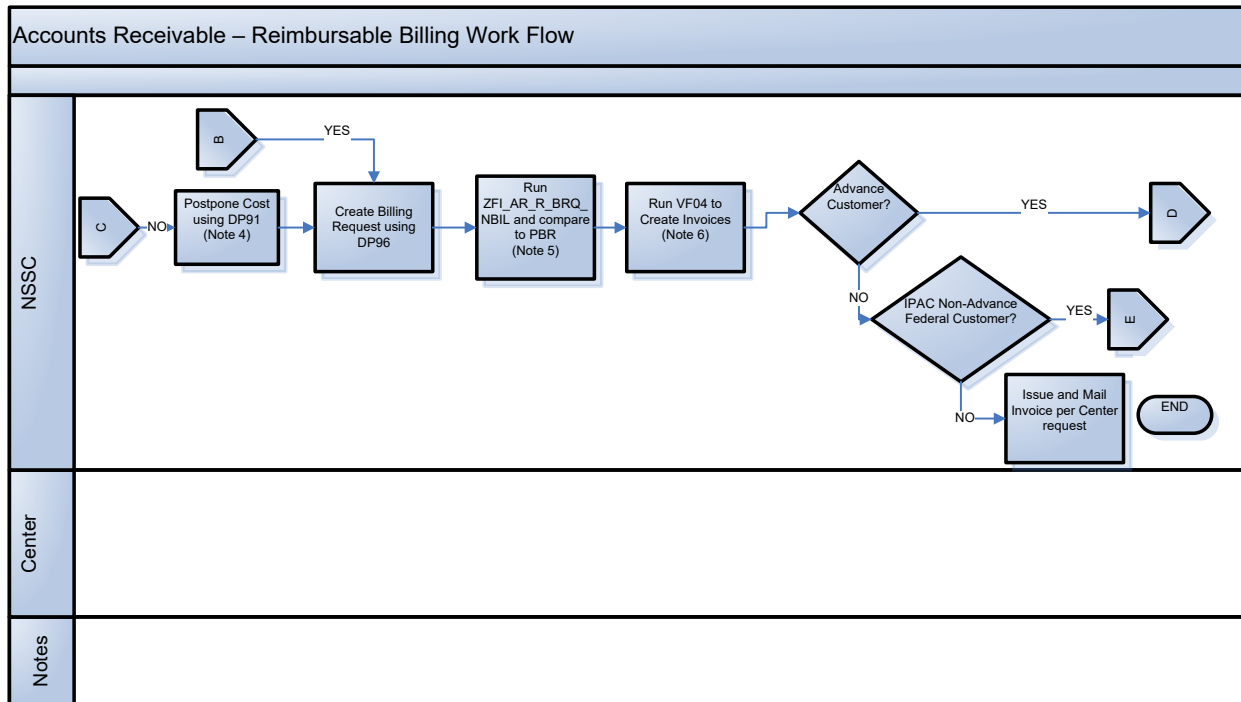 Accounts Receivable – Reimbursable Billing Work Flow
NSSC
B
YES
C
NO
Postpone Cost
using DP91
(Note 4)
Create Billing
Request using
DP96
Run
ZFI_AR_R_BRQ_
NBIL and compare
to PBR
(Note 5)
Run VF04 to
Create Invoices
(Note 6)
Advance
Customer?
YES
D
NO
IPAC Non-Advance
Federal Customer?
YES
E
NO
Issue and Mail
Invoice per Center
request
END
Center
Notes